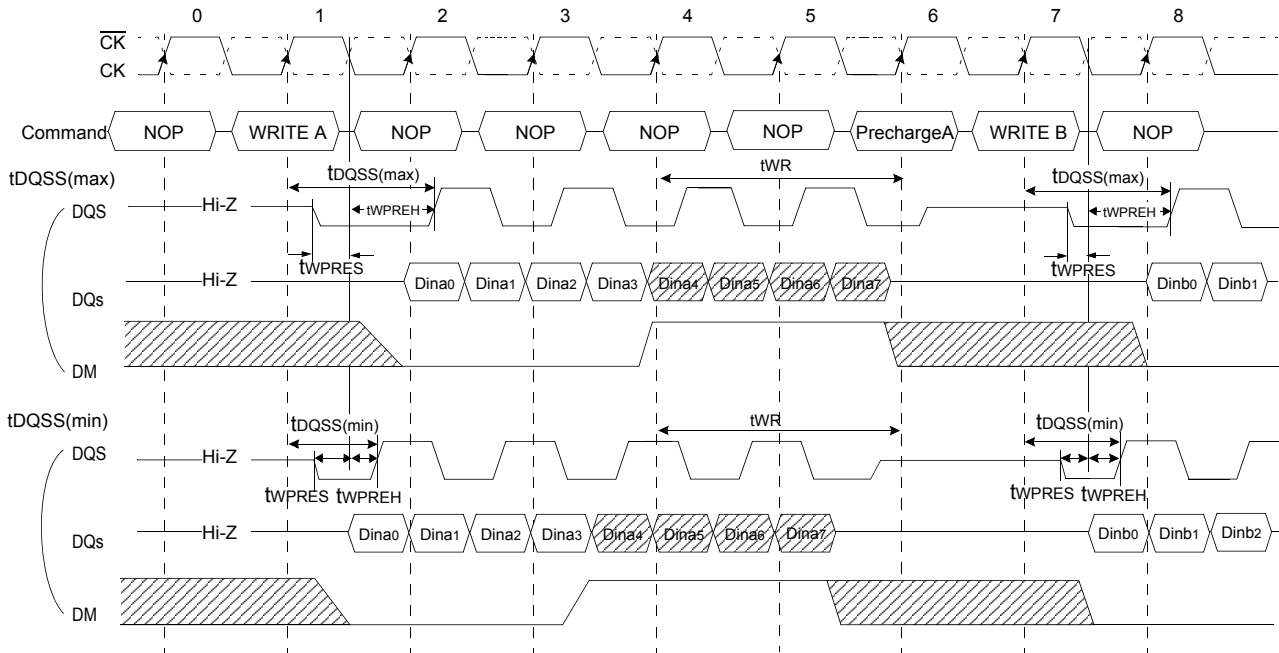 0 1 2 3 4 5 6 7 8
CK
CK
Command NOP WRITE A NOP NOP NOP NOP PrechargeA WRITE B NOP
tDQSS(max) tDQSS(max) tWR tDQSS(max)
DQS Hi-Z tWPREH tWPREH
tWPRES tWPRES
DQs Hi-Z Dina0 Dina1 Dina2 Dina3 Dina4 Dina5 Dina6 Dina7 Dinb0 Dinb1
DM
tDQSS(min) tDQSS(min) tWR tDQSS(min)
DQS Hi-Z
tWPRES tWPREH tWPRES tWPREH
DQs Hi-Z Dina0 Dina1 Dina2 Dina3 Dina4 Dina5 Dina6 Dina7 Dinb0 Dinb1 Dinb2
DM